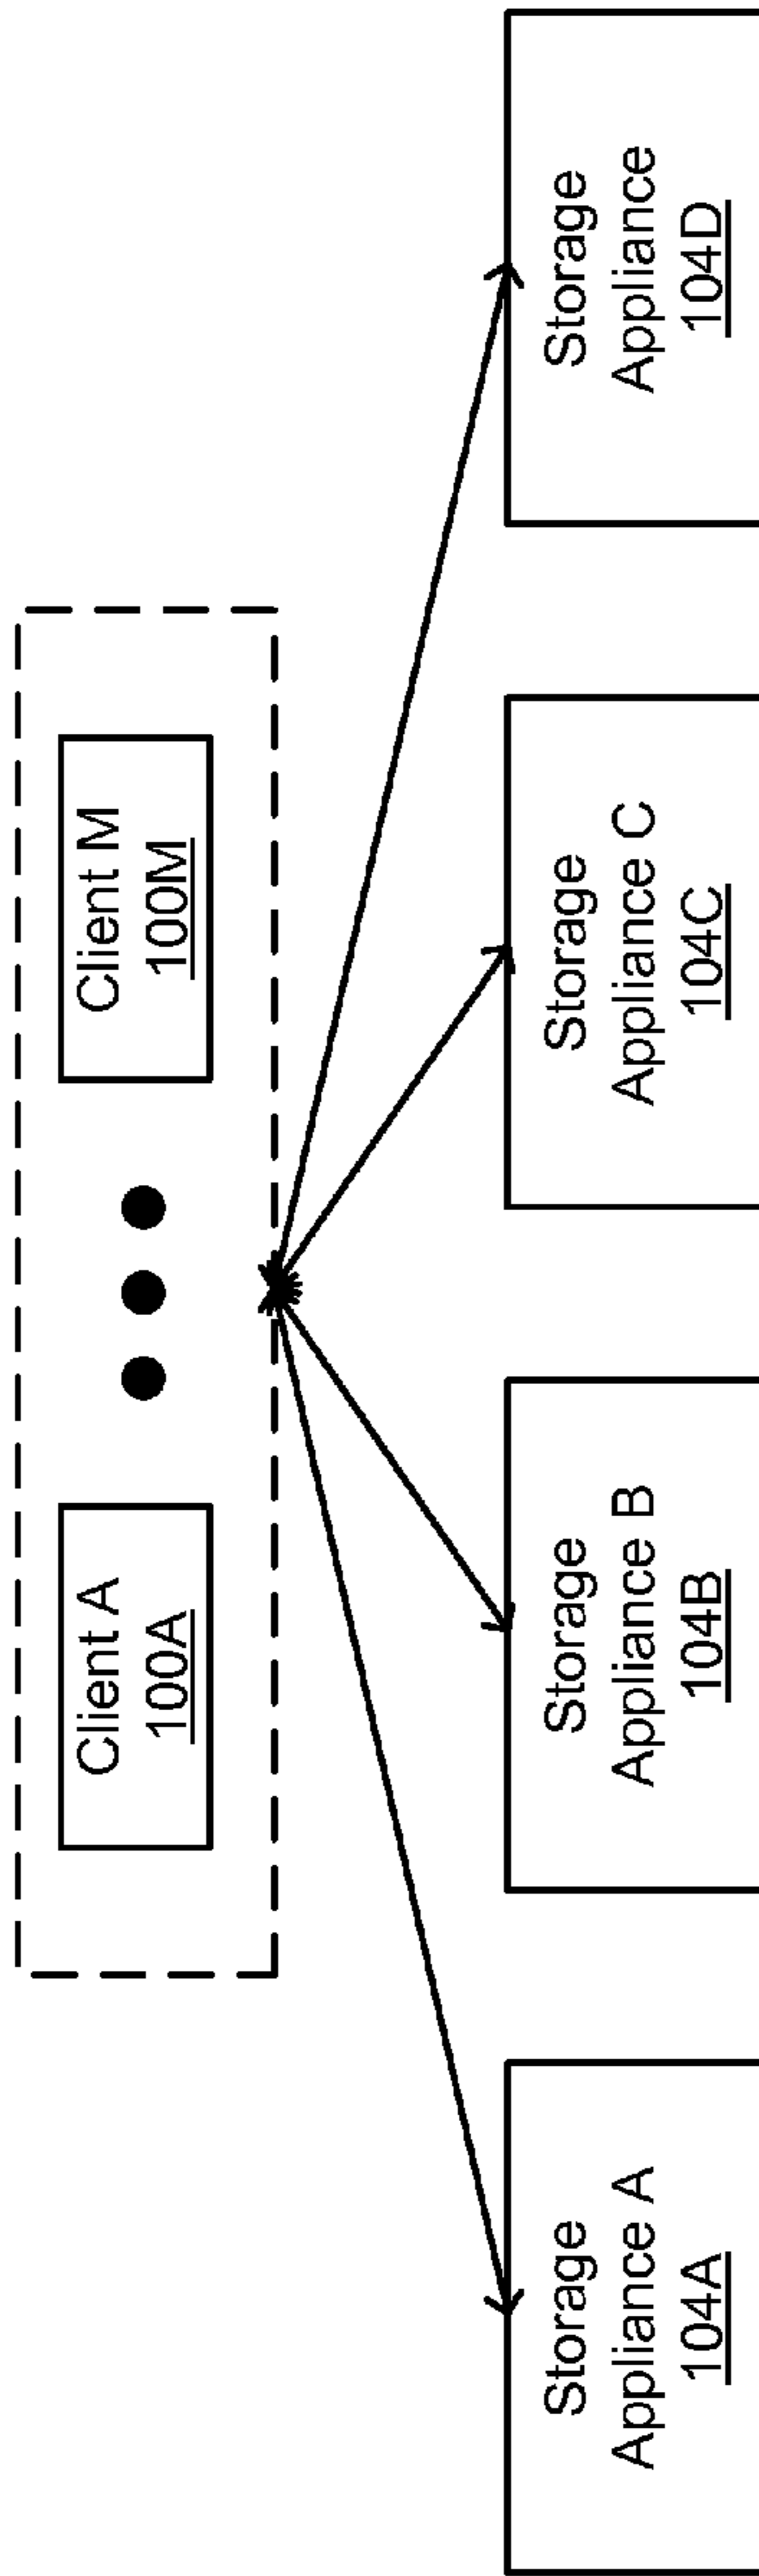 Client A
100A
Client M
100M
Storage
Appliance A
104A
Storage
Appliance B
104B
Storage
Appliance C
104C
Storage
Appliance
104D